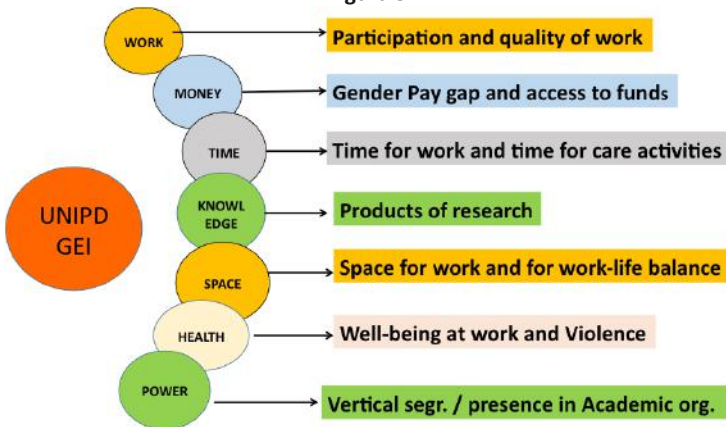 WORK
Participation and quality of work
MONEY
Gender Pay gap and access to funds
TIME
Time for work and time for care activities
UNIPD
GEI
KNOWL
EDGE
Products of research
SPACE
Space for work and for work-life balance
HEALTH
Well-being at work and Violence
POWER
Vertical segr. / presence in Academic org.